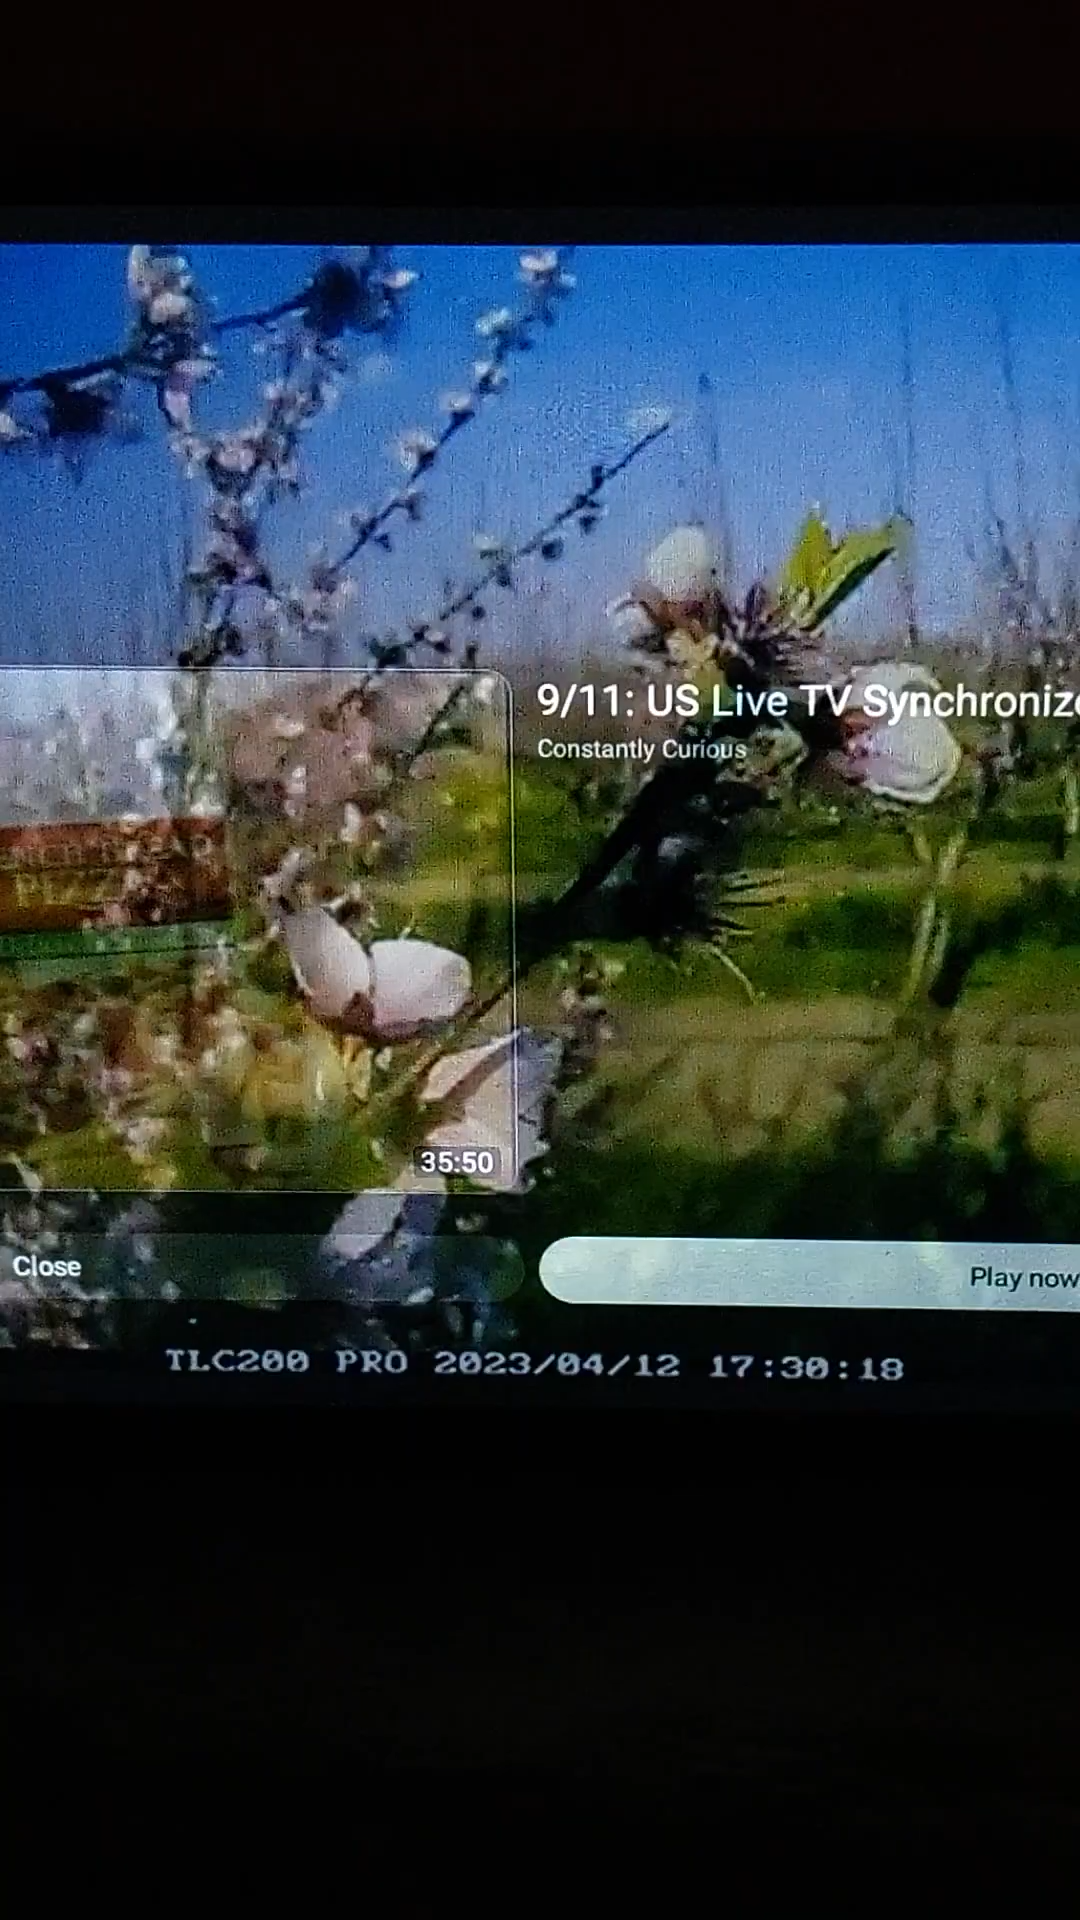 9/11: US Live TV
Constantly Curious
35:50
Close
Play now
TLC200 PRO 2023/04/12 17:30:18